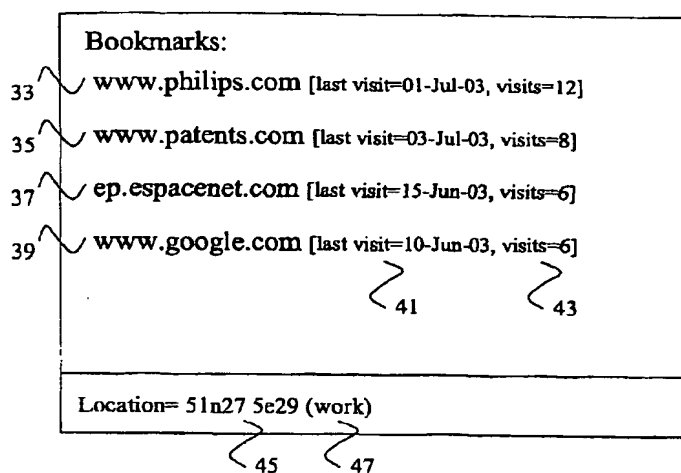 Bookmarks:
33 www.philips.com [last visit=01-Jul-03, visits=12]
35 www.patents.com [last visit=03-Jul-03, visits=8]
37 ep.espacenet.com [last visit=15-Jun-03, visits=6]
39 www.google.com [last visit=10-Jun-03, visits=6]
41 43
Location= 51n27 5e29 (work)
45 47